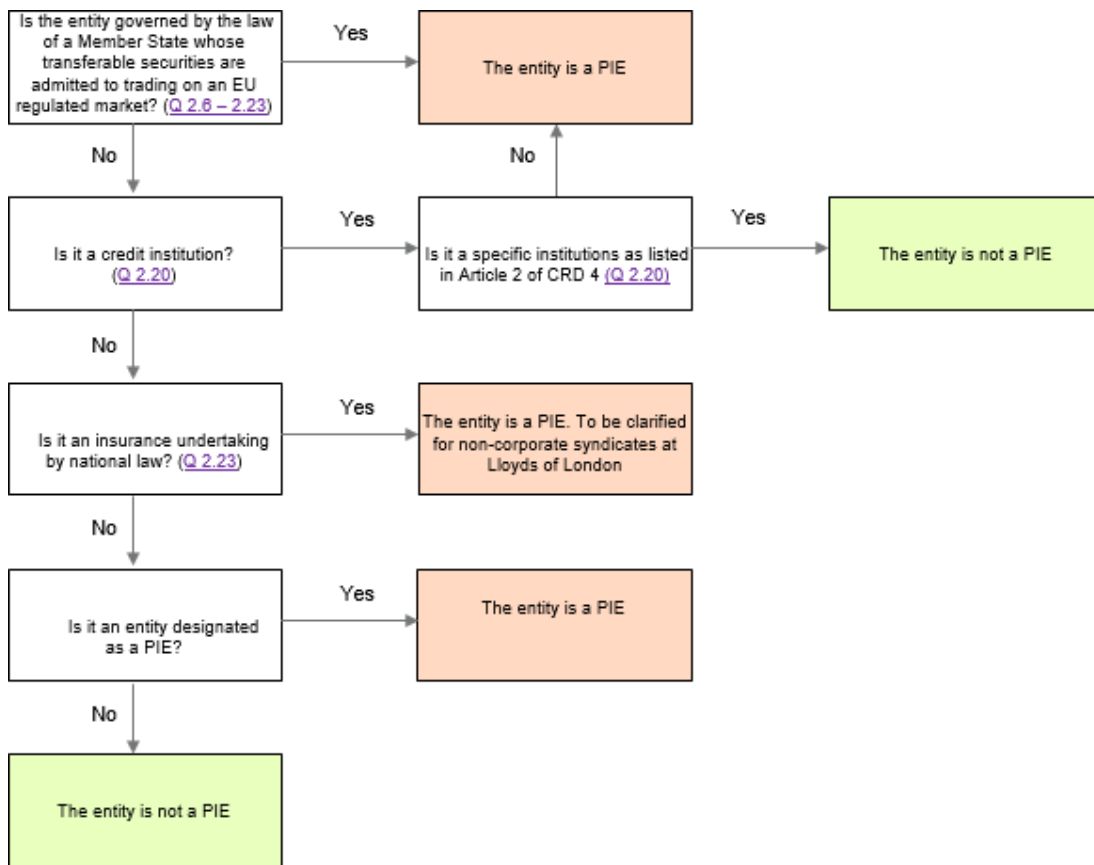 Is the entity governed by the law
of a Member State whose
transferable securities are
admitted to trading on an EU
regulated market? (Q 2.6 – 2.23)
Yes
The entity is a PIE
No
No
Is it a credit institution?
(Q 2.20)
Yes
Is it a specific institutions as listed
in Article 2 of CRD 4 (Q 2.20)
Yes
The entity is not a PIE
No
Is it an insurance undertaking
by national law? (Q 2.23)
Yes
The entity is a PIE. To be clarified
for non-corporate syndicates at
Lloyds of London
No
Is it an entity designated
as a PIE?
Yes
The entity is a PIE
No
The entity is not a PIE